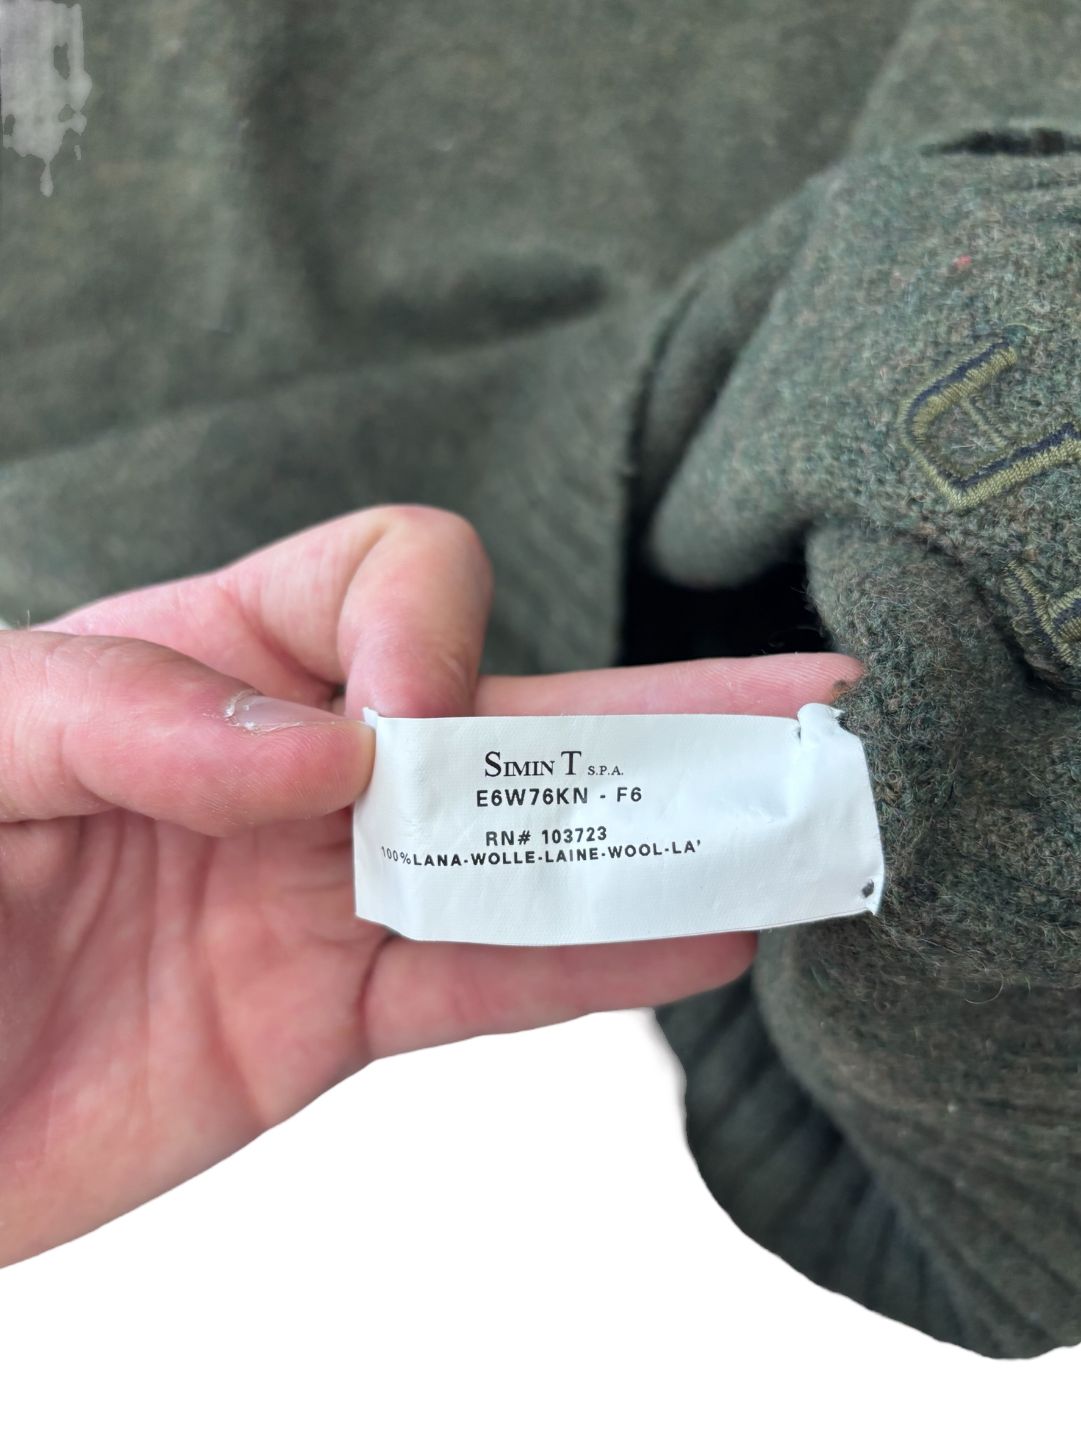 SIMIN T S.P.A.
E6W76KN - F6
RN# 103723
100%LANA-WOLLE-LAINE-WOOL-LA'